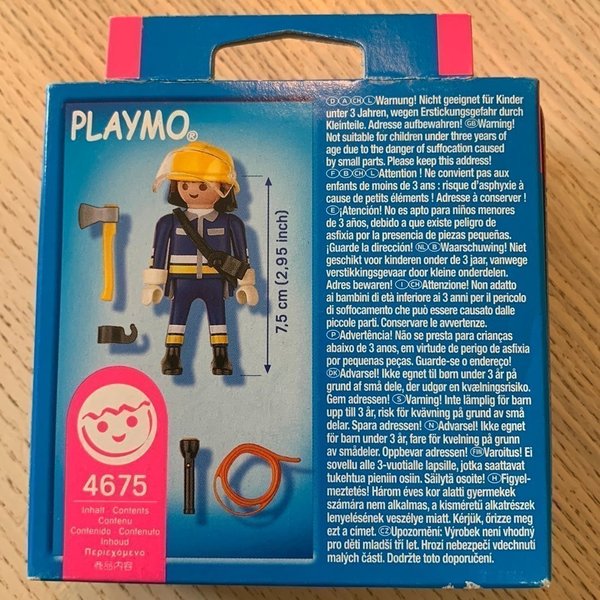 PLAYMO®
7,5 cm (2,95 inch)
4675
Inhalt · Contents
Contenu
Contenido · Contenuto
Inhoud
Περιεχόμενο
商品内容
D A CH L Warnung! Nicht geeignet für Kinder
unter 3 Jahren, wegen Erstickungsgefahr durch
Kleinteile. Adresse aufbewahren! GB Warning!
Not suitable for children under three years of
age due to the danger of suffocation caused
by small parts. Please keep this address!
F B CH L Attention ! Ne convient pas aux
enfants de moins de 3 ans : risque d'asphyxie à
cause de petits éléments ! Adresse à conserver !
E ¡Atención! No es apto para niños menores
de 3 años, debido a que existe peligro de
asfixia por la presencia de piezas pequeñas.
¡Guarde la dirección! NL B Waarschuwing! Niet
geschikt voor kinderen onder de 3 jaar, vanwege
verstikkingsgevaar door kleine onderdelen.
Adres bewaren! I CH Attenzione! Non adatto
ai bambini di età inferiore ai 3 anni per il pericolo
di soffocamento che può essere causato dalle
piccole parti. Conservare le avvertenze.
P Advertência! Não se presta para crianças
abaixo de 3 anos, em virtude de perigo de asfixia
por peças pequenas. Guarde-se o endereço!
DK Advarsel! Ikke egnet til børn under 3 år på
grund af små dele, der udgør en kvælningsrisiko.
Gem adressen! S Varning! Inte lämplig för barn
upp till 3 år, risk för kvävning på grund av små
delar. Spara adressen! N Advarsel! Ikke egnet
for barn under 3 år, fare for kvelning på grunn
av smådeler. Oppbevar adressen! FIN Varoitus! Ei
sovellu alle 3-vuotialle lapsille, jotka saattavat
tukehtua pieniin osiin. Säilytä osoite! H Figyel-
meztetés! Három éves kor alatti gyermekek
számára nem alkalmas, a kisméretű alkatrészek
lenyelésének veszélye miatt. Kérjük, őrizze meg
ezt a címet. CZ Upozornění: Výrobek není vhodný
pro děti mladší tří let. Hrozí nebezpečí vdechnutí
malých částí. Dodržte toto doporučení.